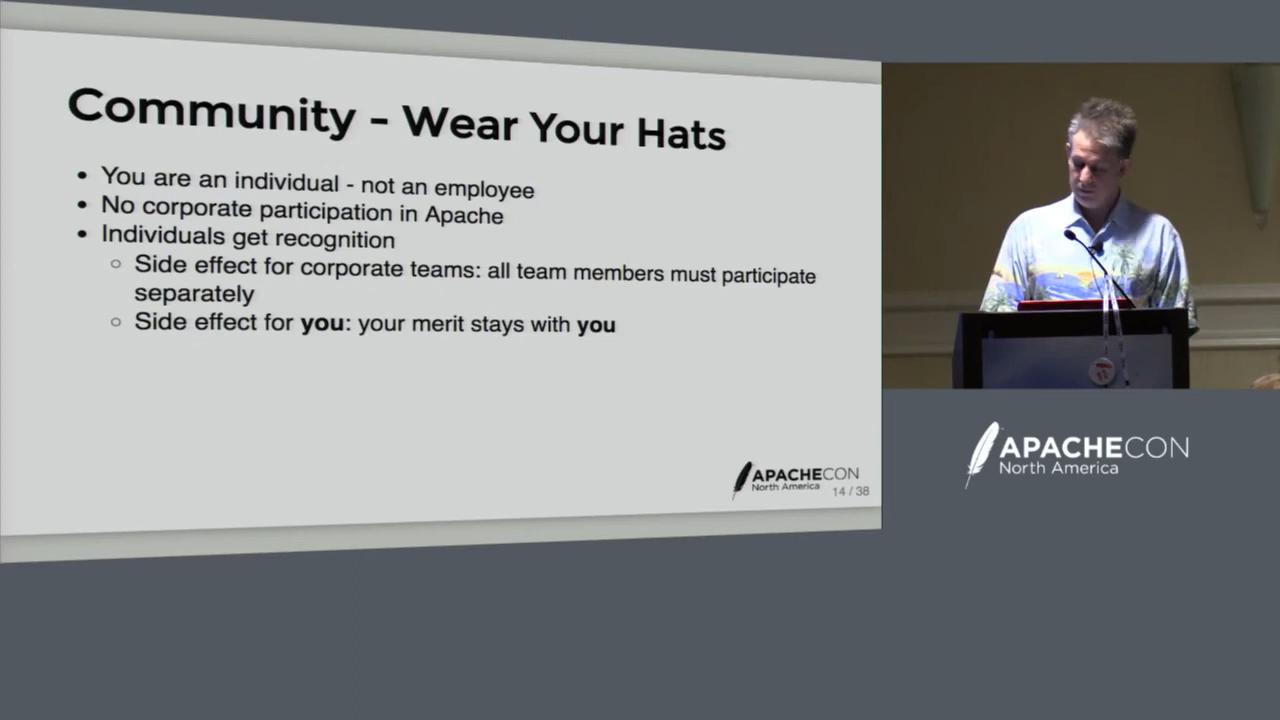 Community - Wear Your Hats
• You are an individual - not an employee
• No corporate participation in Apache
• Individuals get recognition
○ Side effect for corporate teams: all team members must participate
separately
○ Side effect for you: your merit stays with you
APACHECON
North America
14 / 38
APACHECON
North America